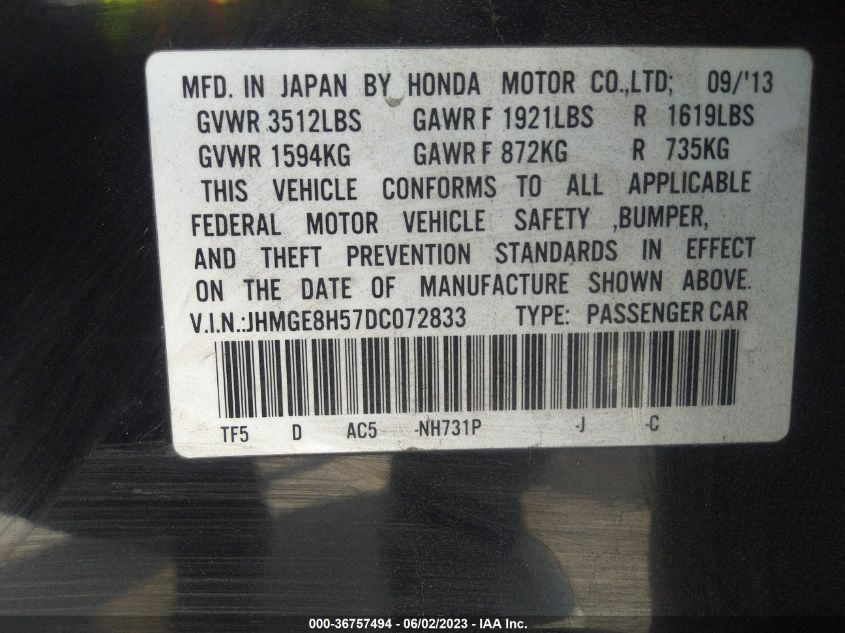 MFD. IN JAPAN BY HONDA MOTOR CO.,LTD; 09/'13
GVWR 3512LBS GAWR F 1921LBS R 1619LBS
GVWR 1594KG GAWR F 872KG R 735KG
THIS VEHICLE CONFORMS TO ALL APPLICABLE
FEDERAL MOTOR VEHICLE SAFETY ,BUMPER,
AND THEFT PREVENTION STANDARDS IN EFFECT
ON THE DATE OF MANUFACTURE SHOWN ABOVE.
V.I.N.:JHMGE8H57DC072833 TYPE: PASSENGER CAR
TF5 D AC5 -NH731P -J -C
000-36757494 - 06/02/2023 - IAA Inc.